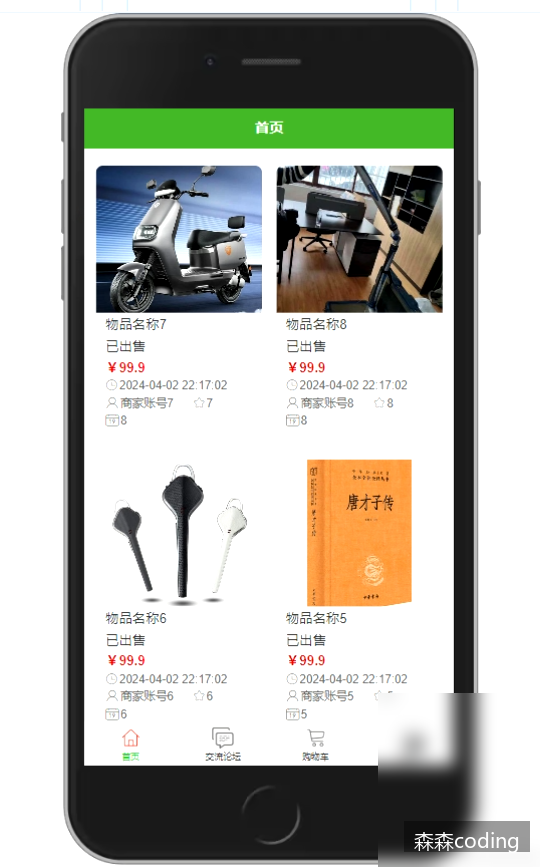 首页
物品名称7
已出售
￥99.9
2024-04-02 22:17:02
商家账号7 7
8
物品名称8
已出售
￥99.9
2024-04-02 22:17:02
商家账号8 8
8
物品名称6
已出售
￥99.9
2024-04-02 22:17:02
商家账号6 6
6
唐才子传
物品名称5
已出售
￥99.9
2024-04-02 22:17:02
商家账号5
5
首页
交流论坛
购物车
森森coding